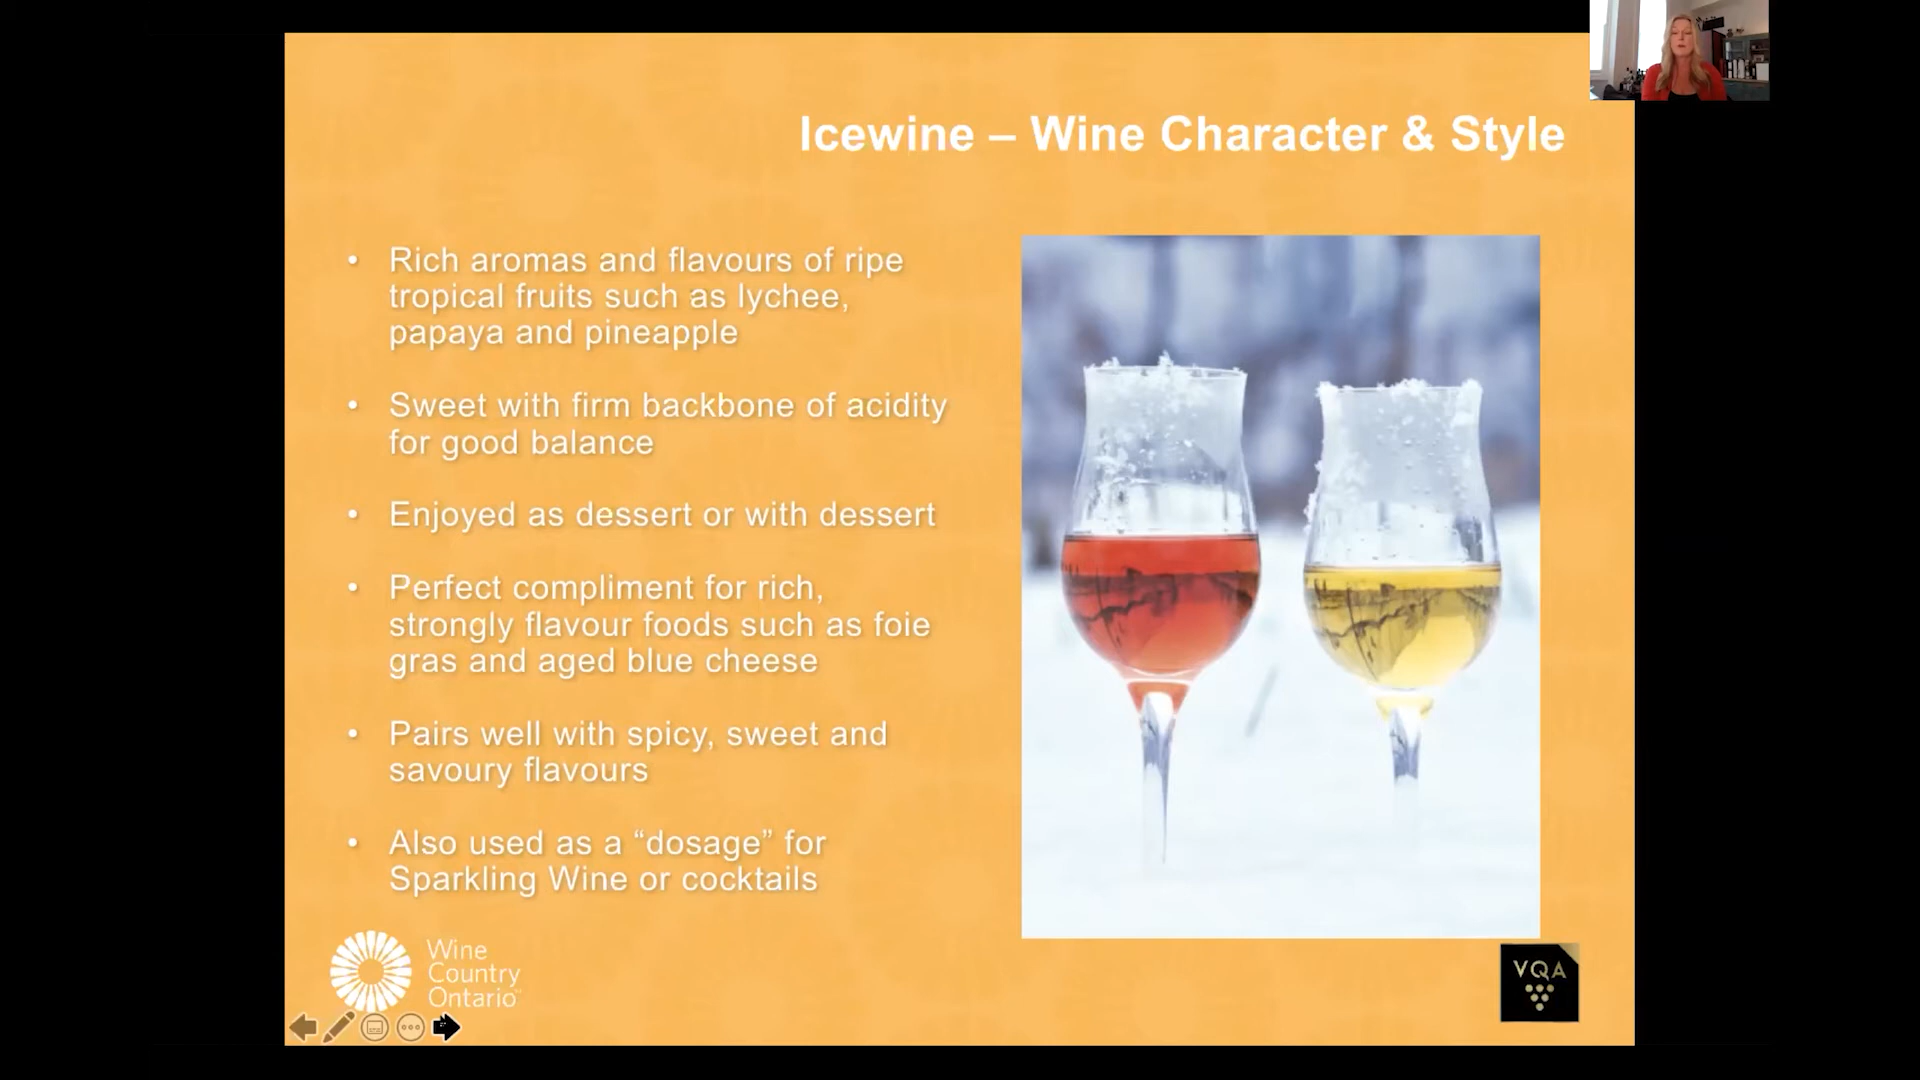 Icewine – Wine Character & Style
• Rich aromas and flavours of ripe
tropical fruits such as lychee,
papaya and pineapple
• Sweet with firm backbone of acidity
for good balance
• Enjoyed as dessert or with dessert
• Perfect compliment for rich,
strongly flavour foods such as foie
gras and aged blue cheese
• Pairs well with spicy, sweet and
savoury flavours
• Also used as a “dosage” for
Sparkling Wine or cocktails
Wine
Country
Ontario
VQA